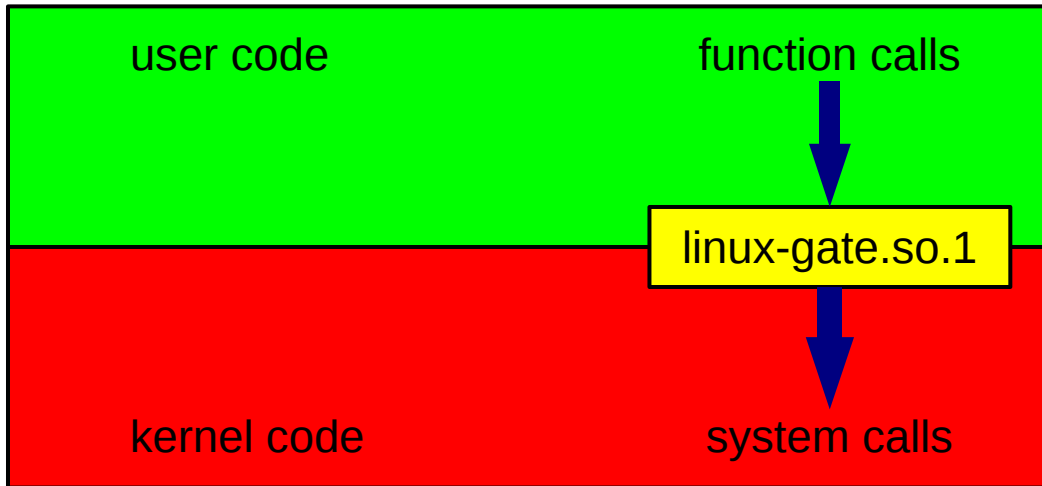 user code
function calls
linux-gate.so.1
kernel code
system calls